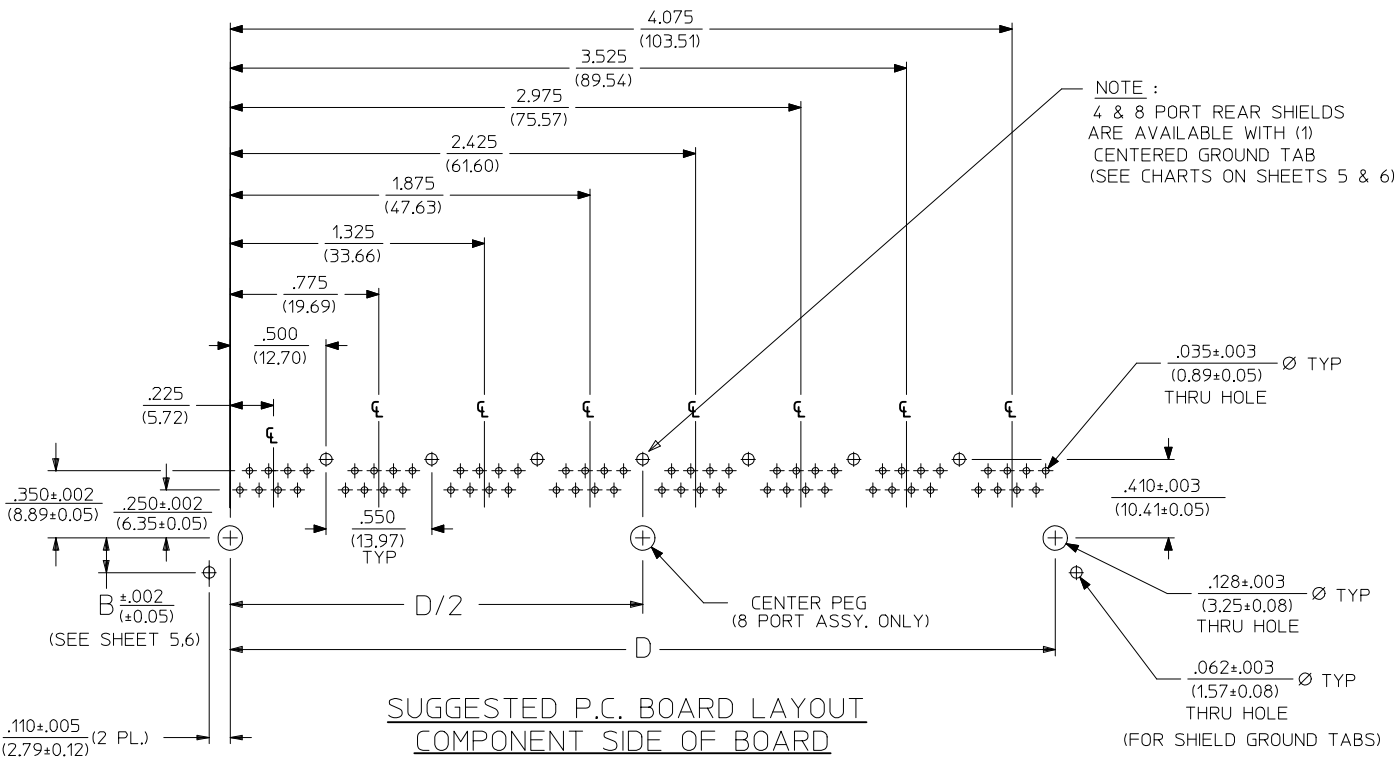 4.075
(103.51)
3.525
(89.54)
2.975
(75.57)
2.425
(61.60)
1.875
(47.63)
1.325
(33.66)
.775
(19.69)
.500
(12.70)
.225
(5.72)
NOTE :
4 & 8 PORT REAR SHIELDS
ARE AVAILABLE WITH (1)
CENTERED GROUND TAB
(SEE CHARTS ON SHEETS 5 & 6)
.035±.003
(0.89±0.05)
Ø TYP
THRU HOLE
℄
℄
℄
℄
℄
℄
℄
℄
.350±.002
(8.89±0.05)
.250±.002
(6.35±0.05)
.550
(13.97)
TYP
.410±.003
(10.41±0.05)
B ±.002
(±0.05)
(SEE SHEET 5,6)
D/2
CENTER PEG
(8 PORT ASSY. ONLY)
.128±.003
(3.25±0.08)
Ø TYP
THRU HOLE
D
.062±.003
(1.57±0.08)
Ø TYP
THRU HOLE
(FOR SHIELD GROUND TABS)
.110±.005
(2.79±0.12)
(2 PL.)
SUGGESTED P.C. BOARD LAYOUT
COMPONENT SIDE OF BOARD